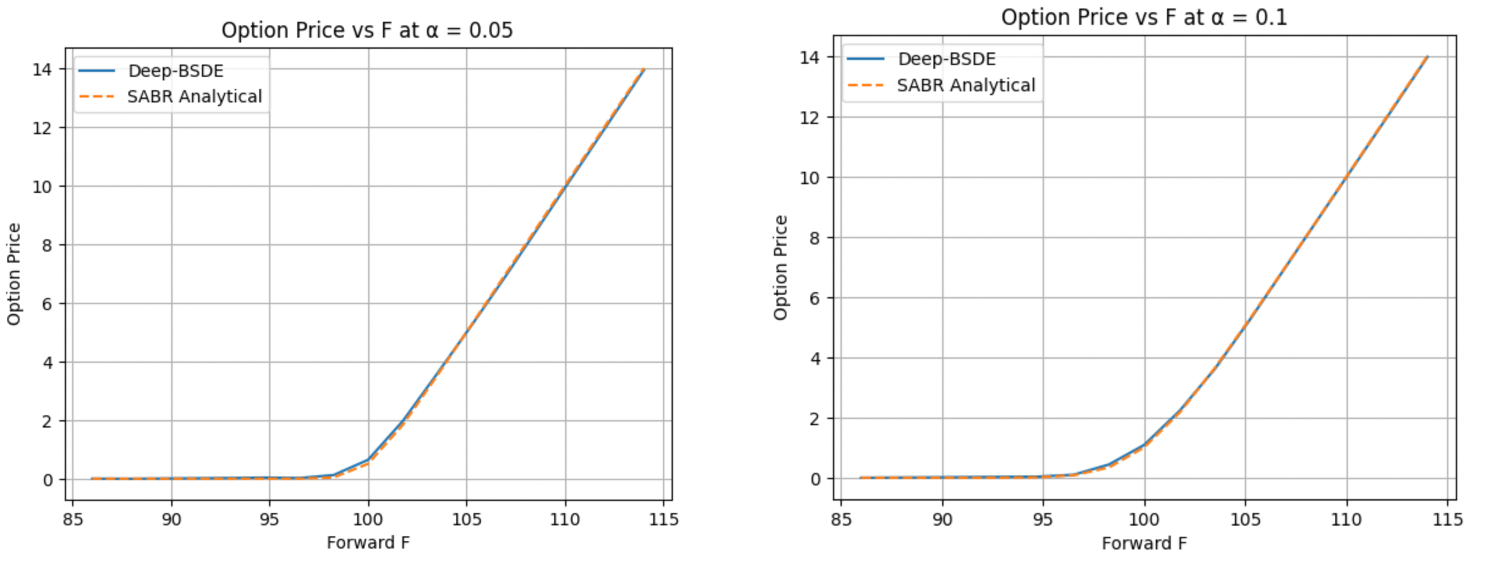 Option Price vs F at α = 0.05
Deep-BSDE
SABR Analytical
14
12
10
8
6
4
2
0
Option Price
85 90 95 100 105 110 115
Forward F
Option Price vs F at α = 0.1
Deep-BSDE
SABR Analytical
14
12
10
8
6
4
2
0
Option Price
85 90 95 100 105 110 115
Forward F